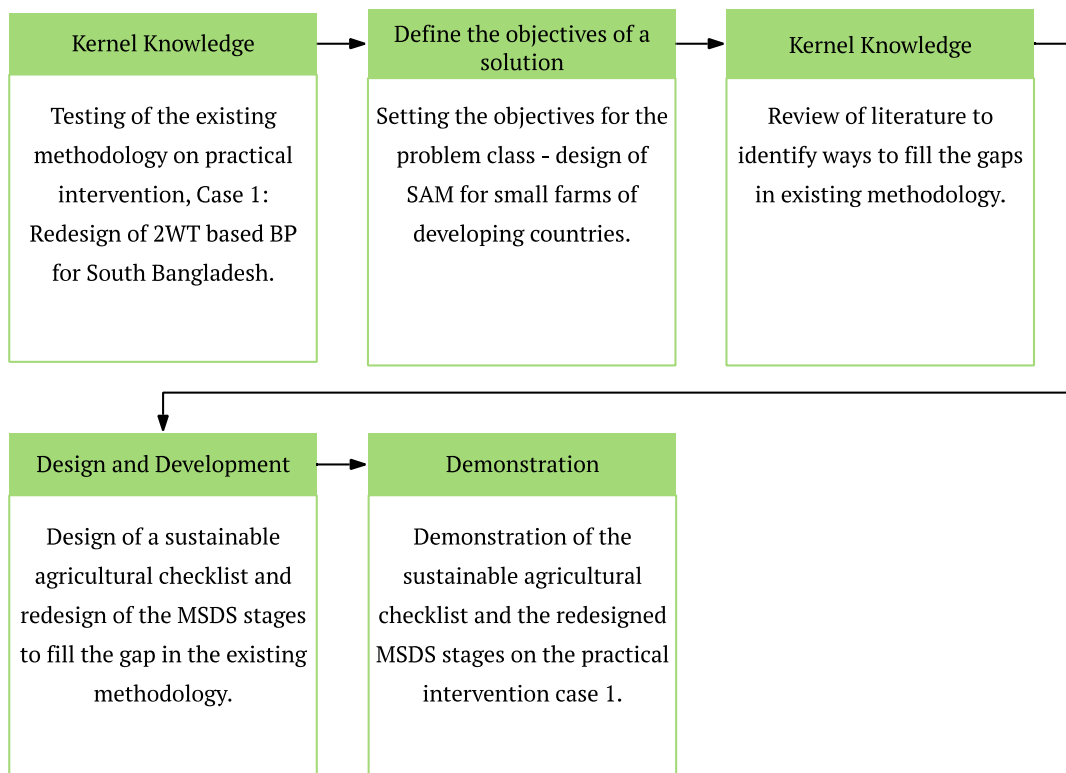 Kernel Knowledge
Testing of the existing
methodology on practical
intervention, Case 1:
Redesign of 2WT based BP
for South Bangladesh.
Define the objectives of a
solution
Setting the objectives for the
problem class - design of
SAM for small farms of
developing countries.
Kernel Knowledge
Review of literature to
identify ways to fill the gaps
in existing methodology.
Design and Development
Design of a sustainable
agricultural checklist and
redesign of the MSDS stages
to fill the gap in the existing
methodology.
Demonstration
Demonstration of the
sustainable agricultural
checklist and the redesigned
MSDS stages on the practical
intervention case 1.